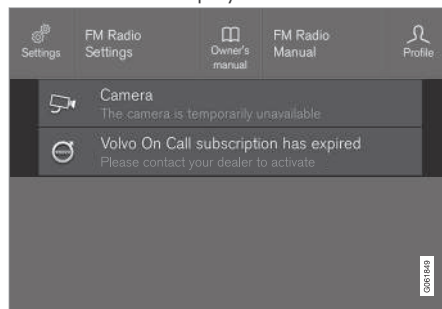 FM Radio
Settings
Settings
Owner's
manual
FM Radio
Manual
Profile
Camera
The camera is temporarily unavailable
Volvo On Call subscription has expired
Please contact your dealer to activate
G061849